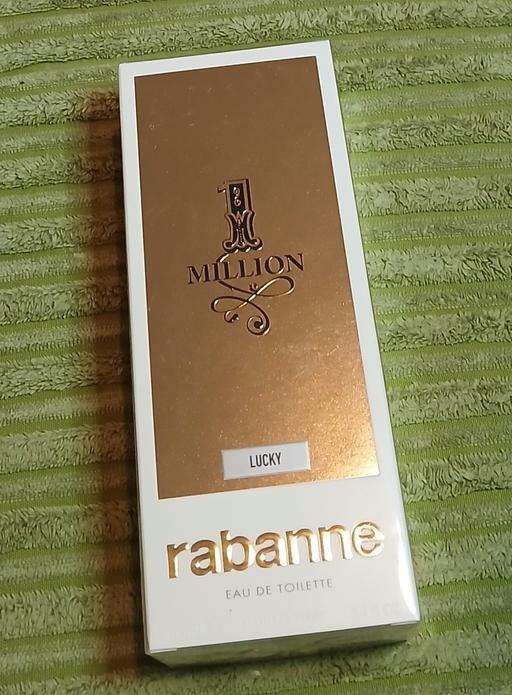 1
MILLION
LUCKY
rabanne
EAU DE TOILETTE